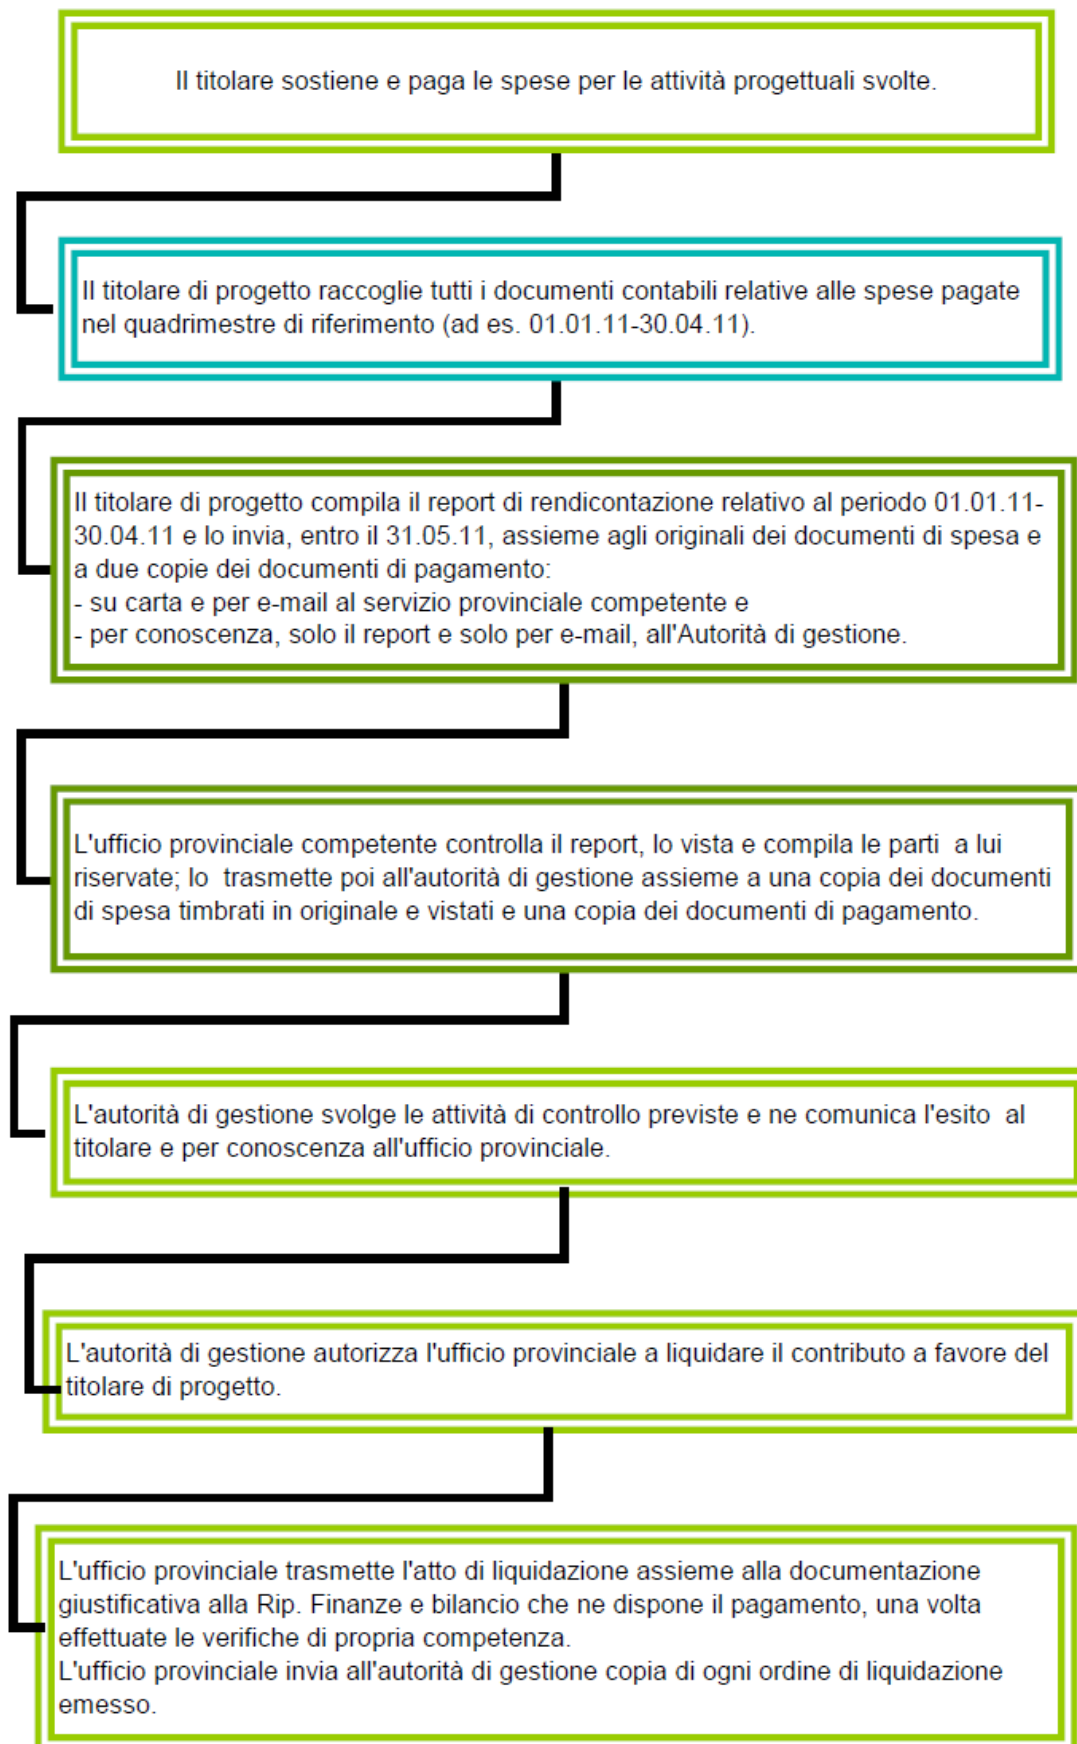 Il titolare sostiene e paga le spese per le attività progettuali svolte.
Il titolare di progetto raccoglie tutti i documenti contabili relative alle spese pagate
nel quadrimestre di riferimento (ad es. 01.01.11-30.04.11).
Il titolare di progetto compila il report di rendicontazione relativo al periodo 01.01.11-
30.04.11 e lo invia, entro il 31.05.11, assieme agli originali dei documenti di spesa e
a due copie dei documenti di pagamento:
- su carta e per e-mail al servizio provinciale competente e
- per conoscenza, solo il report e solo per e-mail, all'Autorità di gestione.
L'ufficio provinciale competente controlla il report, lo vista e compila le parti a lui
riservate; lo trasmette poi all'autorità di gestione assieme a una copia dei documenti
di spesa timbrati in originale e vistati e una copia dei documenti di pagamento.
L'autorità di gestione svolge le attività di controllo previste e ne comunica l'esito al
titolare e per conoscenza all'ufficio provinciale.
L'autorità di gestione autorizza l'ufficio provinciale a liquidare il contributo a favore del
titolare di progetto.
L'ufficio provinciale trasmette l'atto di liquidazione assieme alla documentazione
giustificativa alla Rip. Finanze e bilancio che ne dispone il pagamento, una volta
effettuate le verifiche di propria competenza.
L'ufficio provinciale invia all'autorità di gestione copia di ogni ordine di liquidazione
emesso.